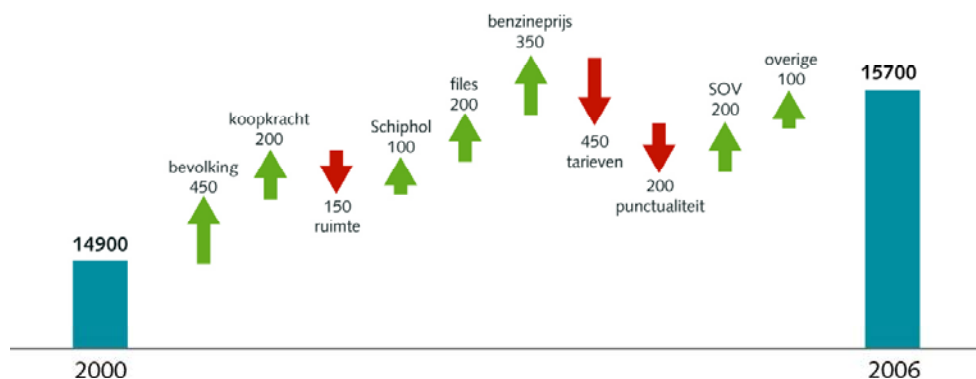 14900
bevolking
450
koopkracht
200
150
ruimte
Schiphol
100
files
200
benzineprijs
350
450
tarieven
200
punctualiteit
SOV
200
overige
100
15700
2000
2006